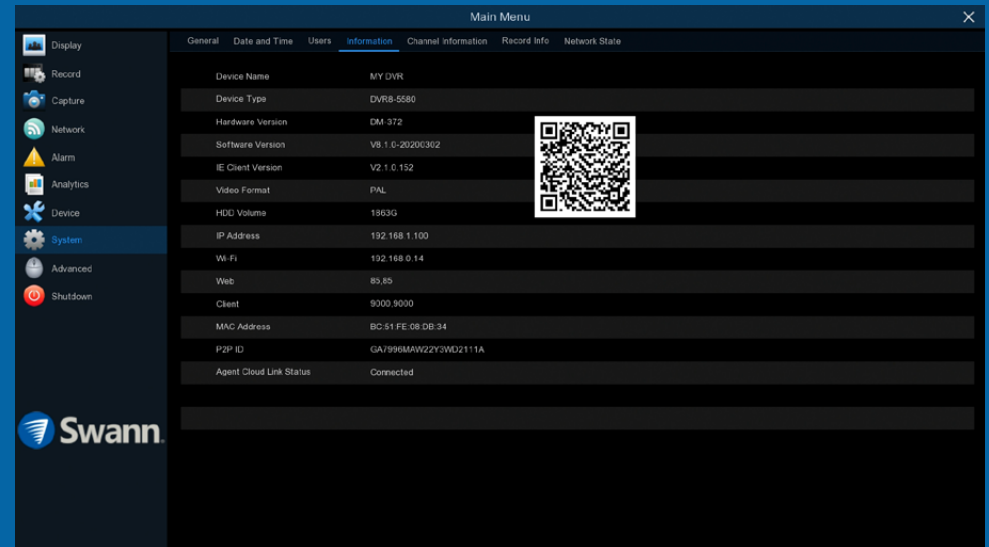 Main Menu
General Date and Time Users Information Channel Information Record Info Network State
Display
Record
Capture
Network
Alarm
Analytics
Device
System
Advanced
Shutdown
Swann
Device Name MY DVR
Device Type DVR8-5580
Hardware Version DM-372
Software Version V8.1.0-20200302
IE Client Version V2.1.0.152
Video Format PAL
HDD Volume 1863G
IP Address 192.168.1.100
Wi-Fi 192.168.0.14
Web 85,85
Client 9000,9000
MAC Address BC:51:FE:08:DB:34
P2P ID GA7996MAW22Y3WD2111A
Agent Cloud Link Status Connected